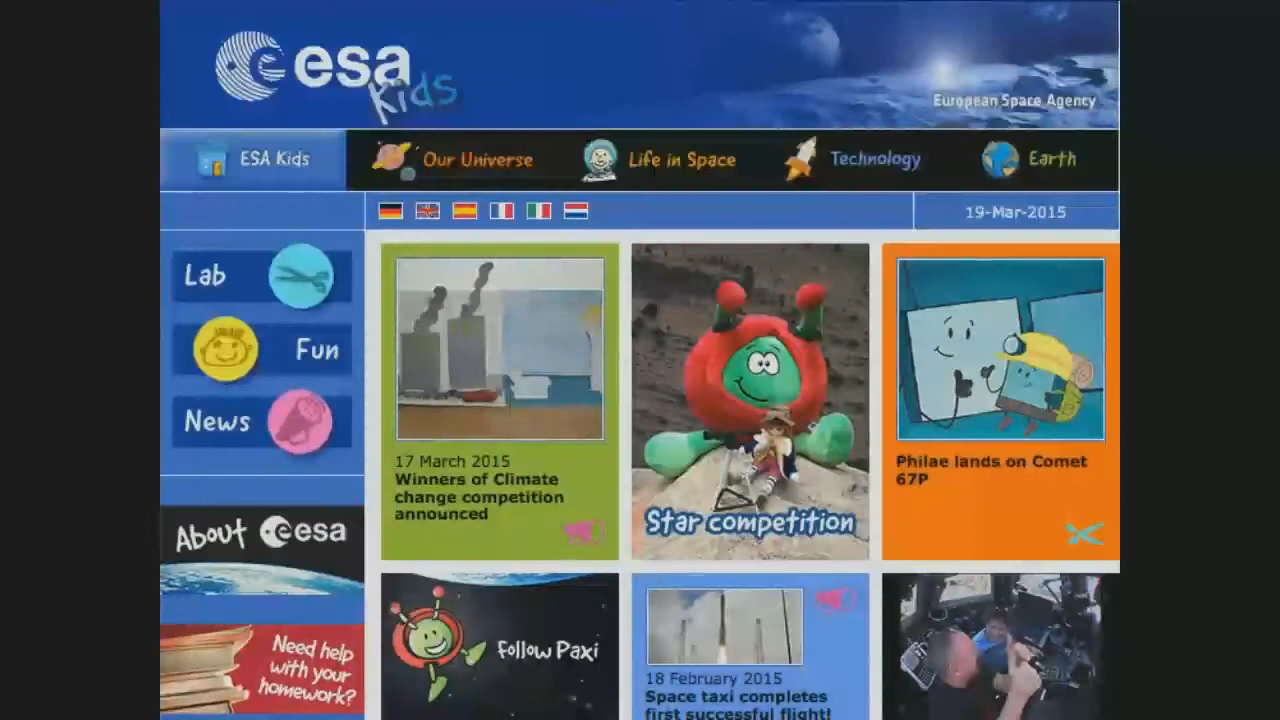 esa
Kids
European Space Agency
ESA Kids
Our Universe
Life in Space
Technology
Earth
19-Mar-2015
Lab
Fun
News
About esa
Need help
with your
homework?
17 March 2015
Winners of Climate
change competition
announced
Star competition
Philae lands on Comet
67P
Follow Paxi
18 February 2015
Space taxi completes
first successful flight!